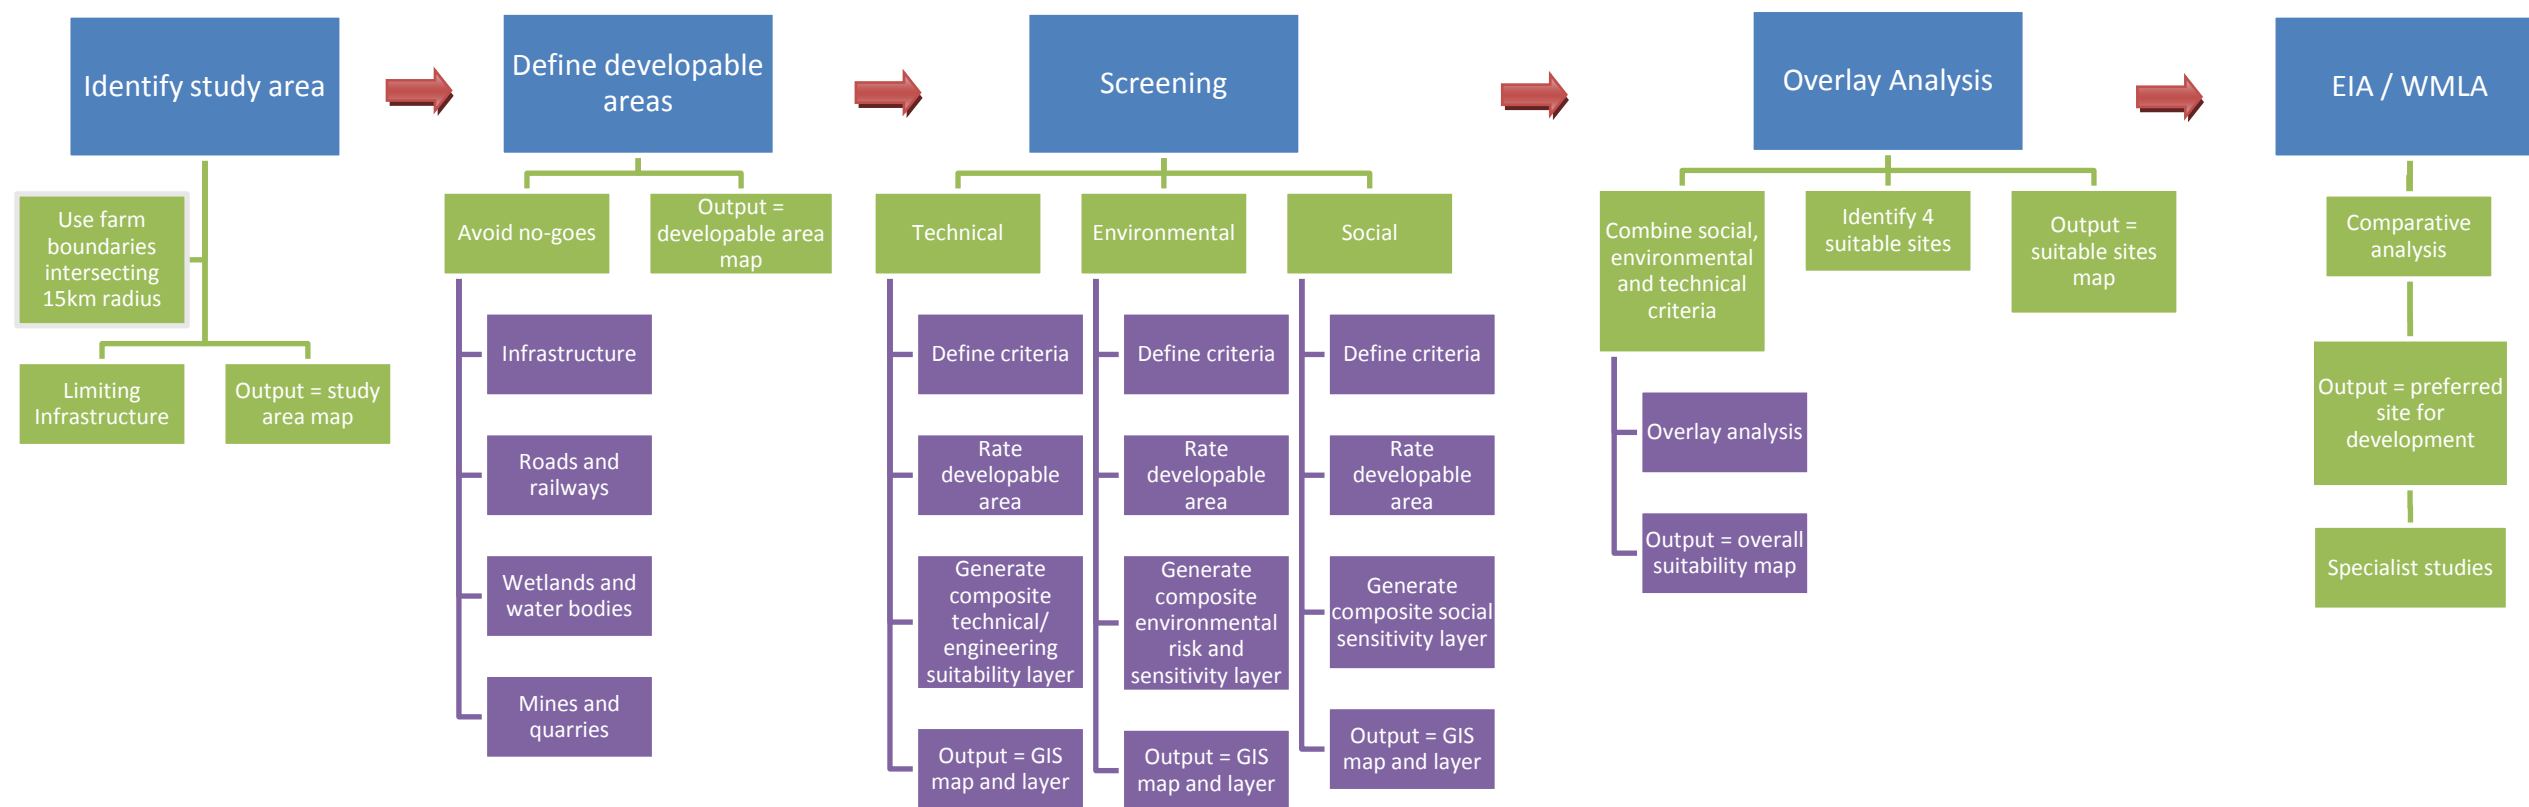 Identify study area
Use farm
boundaries
intersecting
15km radius
Limiting
Infrastructure
Output = study
area map
Define developable
areas
Avoid no-goes
Infrastructure
Roads and
railways
Wetlands and
water bodies
Mines and
quarries
Output =
developable area
map
Screening
Technical
Define criteria
Rate
developable
area
Generate
composite
technical/
engineering
suitability layer
Output = GIS
map and layer
Environmental
Define criteria
Rate
developable
area
Generate
composite
environmental
risk and
sensitivity layer
Output = GIS
map and layer
Social
Define criteria
Rate
developable
area
Generate
composite social
sensitivity layer
Output = GIS
map and layer
Overlay Analysis
Combine social,
environmental
and technical
criteria
Overlay analysis
Output = overall
suitability map
Identify 4
suitable sites
Output =
suitable sites
map
EIA / WMLA
Comparative
analysis
Output = preferred
site for
development
Specialist studies